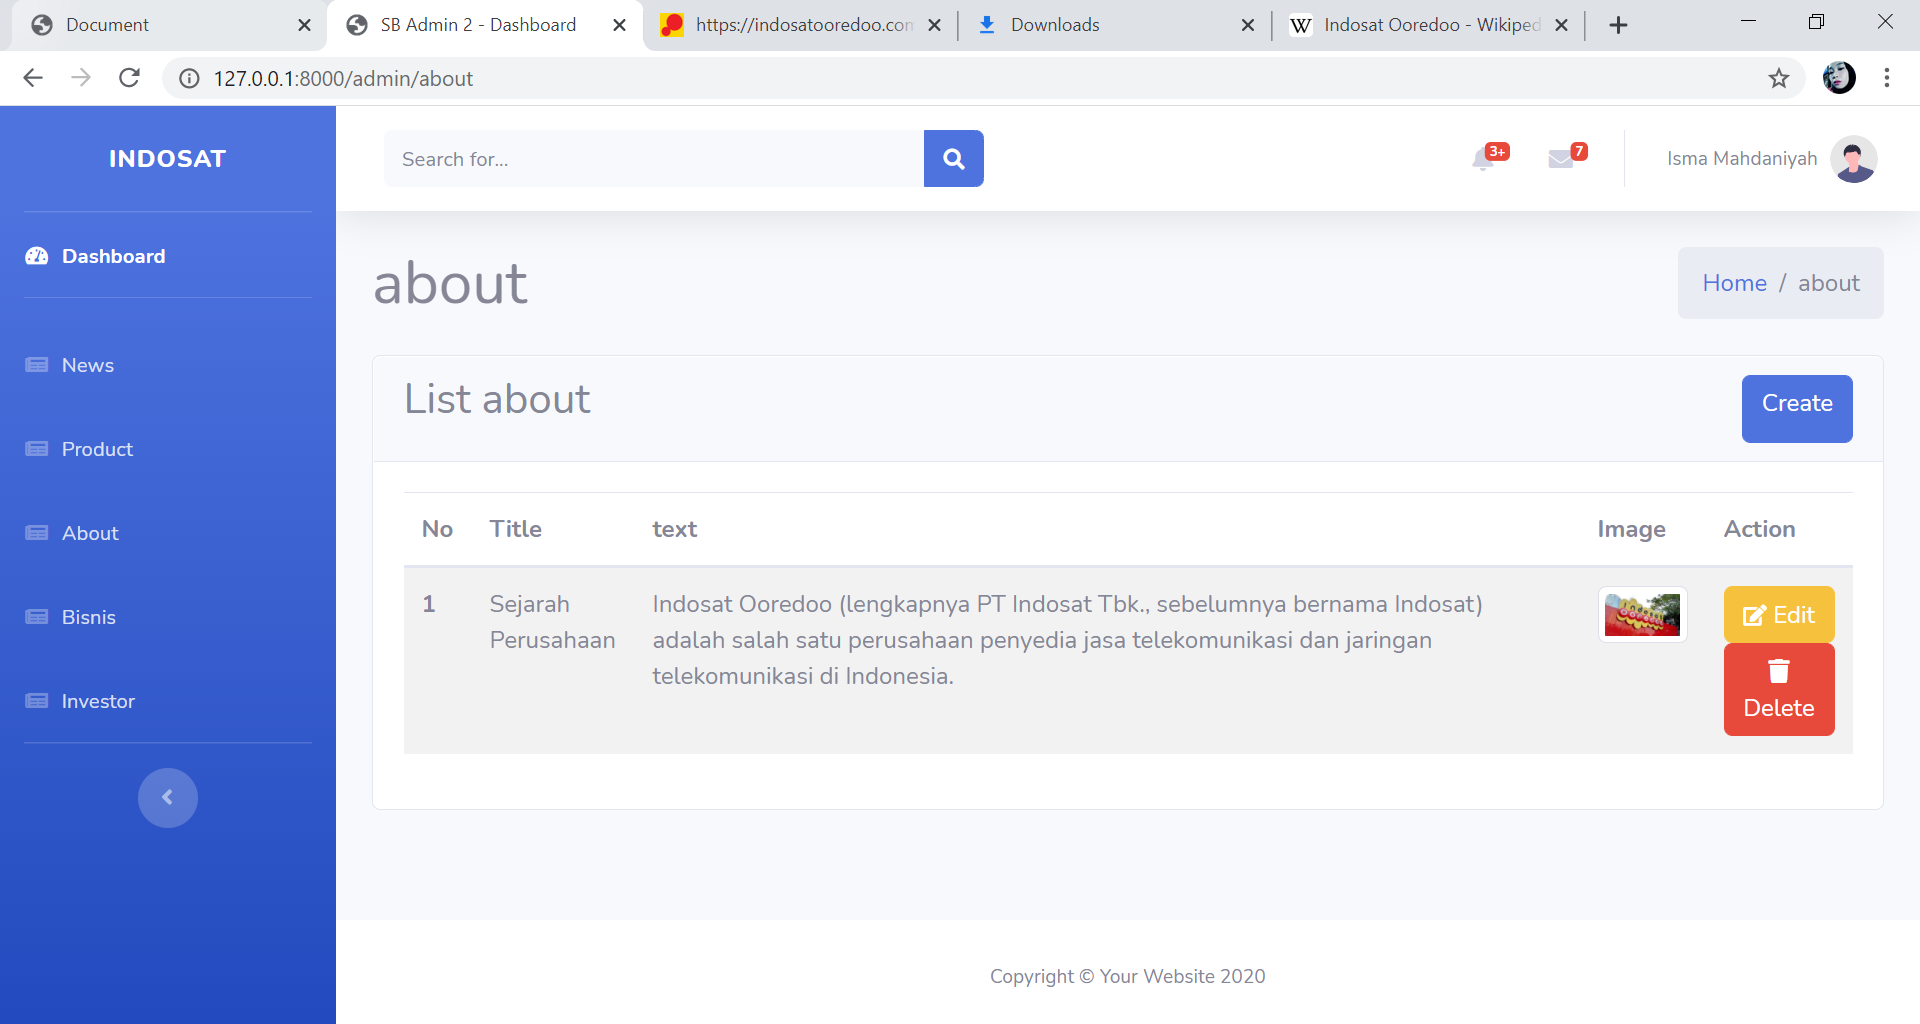 Document
SB Admin 2 - Dashboard
https://indosatooredoo.com
Downloads
Indosat Ooredoo - Wikiped
127.0.0.1:8000/admin/about
INDOSAT
Search for...
3+
7
Isma Mahdaniyah
Dashboard
News
Product
About
Bisnis
Investor
about
Home / about
List about
Create
No Title text Image Action
1 Sejarah Perusahaan
Indosat Ooredoo (lengkapnya PT Indosat Tbk., sebelumnya bernama Indosat)
adalah salah satu perusahaan penyedia jasa telekomunikasi dan jaringan
telekomunikasi di Indonesia.
Edit
Delete
Copyright © Your Website 2020